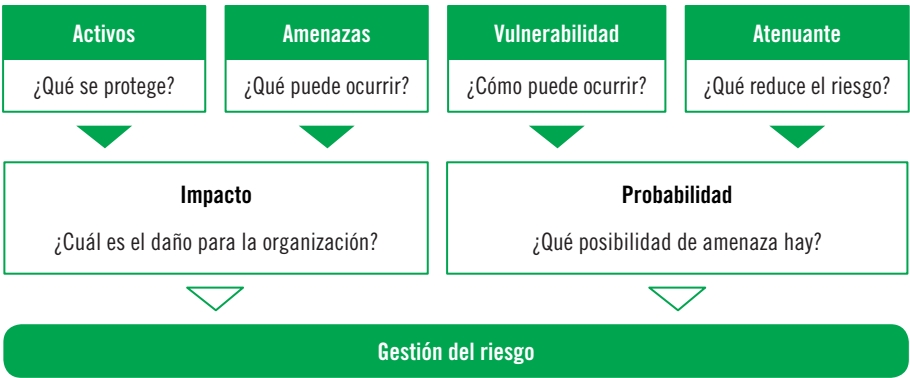 Activos
Amenazas
Vulnerabilidad
Atenuante
¿Qué se protege?
¿Qué puede ocurrir?
¿Cómo puede ocurrir?
¿Qué reduce el riesgo?
Impacto
¿Cuál es el daño para la organización?
Probabilidad
¿Qué posibilidad de amenaza hay?
Gestión del riesgo